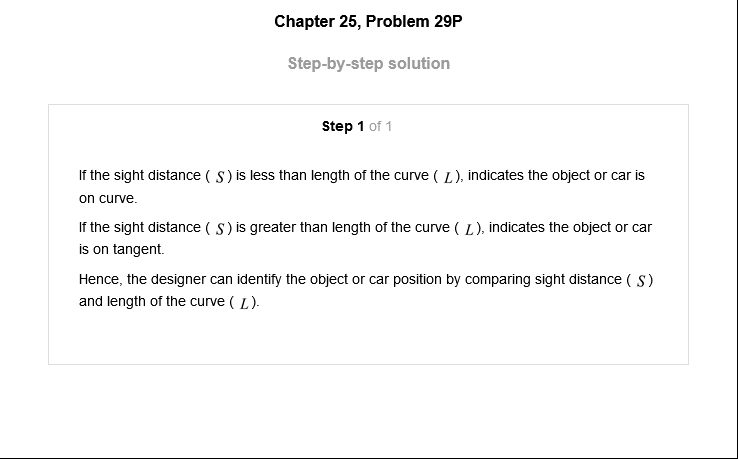 Chapter 25, Problem 29P
Step-by-step solution
Step 1 of 1
If the sight distance ( S ) is less than length of the curve ( L ), indicates the object or car is
on curve.
If the sight distance ( S ) is greater than length of the curve ( L ), indicates the object or car
is on tangent.
Hence, the designer can identify the object or car position by comparing sight distance ( S )
and length of the curve ( L ).